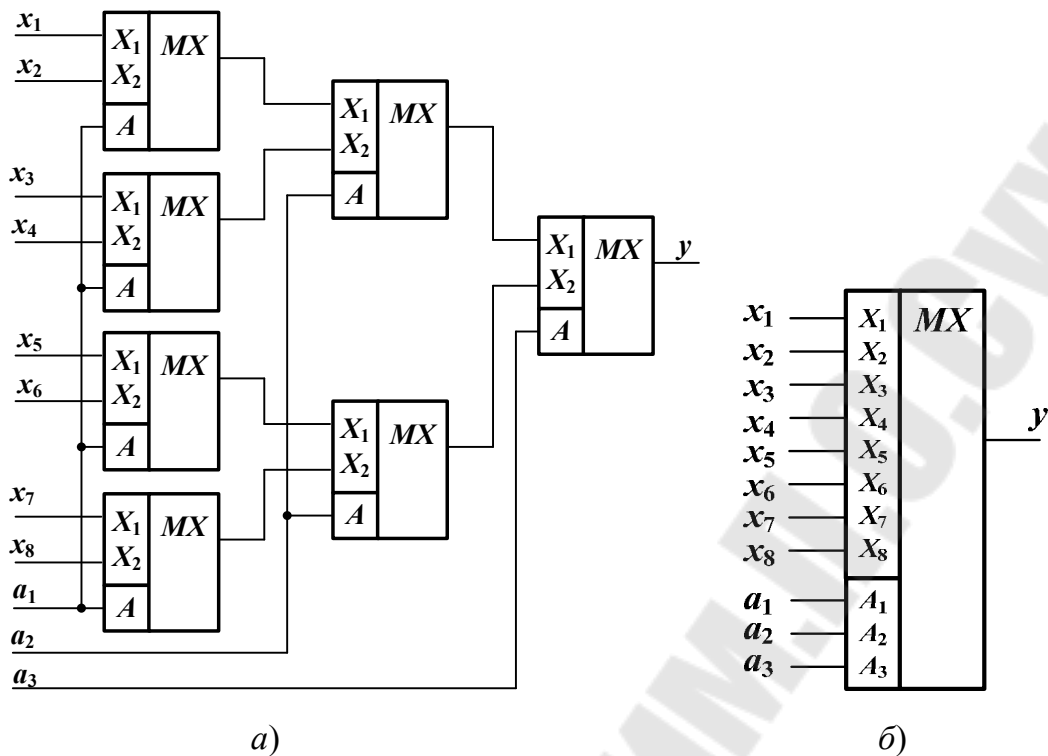 x1
X1 MX
x2
X2
A
X1 MX
X2
x3
X1 MX
x4
X2
A
A
X1 MX
y
X2
x5
X1 MX
A
x6
X2
X1 MX
A
X2
x7
X1 MX
x8
X2
A
a1
A
a2
a3
а)
x1 X1 MX
x2 X2
x3 X3
x4 X4
y
x5 X5
x6 X6
x7 X7
x8 X8
a1 A1
a2 A2
a3 A3
б)